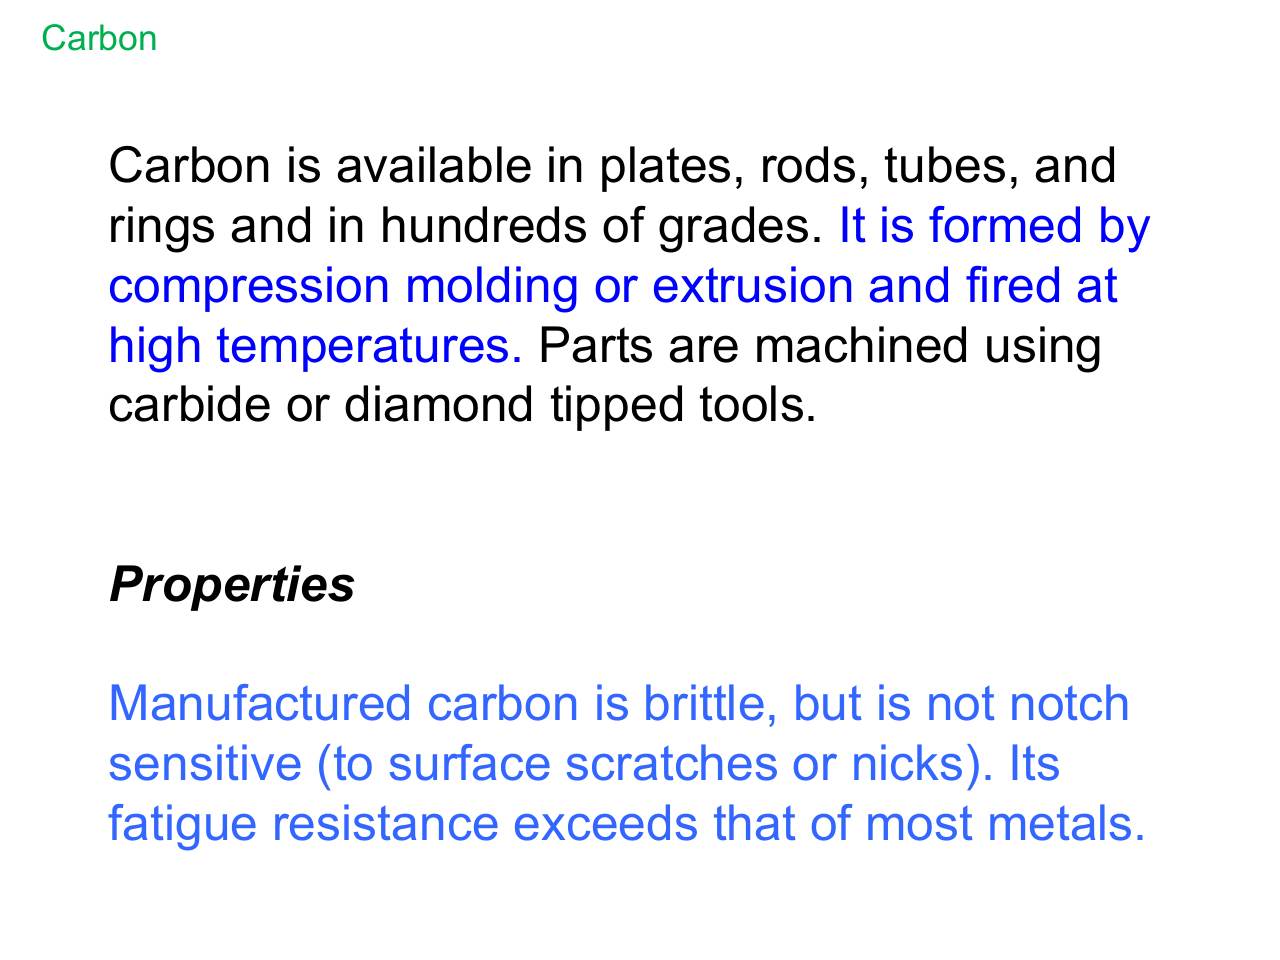 Carbon
Carbon is available in plates, rods, tubes, and
rings and in hundreds of grades. It is formed by
compression molding or extrusion and fired at
high temperatures. Parts are machined using
carbide or diamond tipped tools.
Properties
Manufactured carbon is brittle, but is not notch
sensitive (to surface scratches or nicks). Its
fatigue resistance exceeds that of most metals.